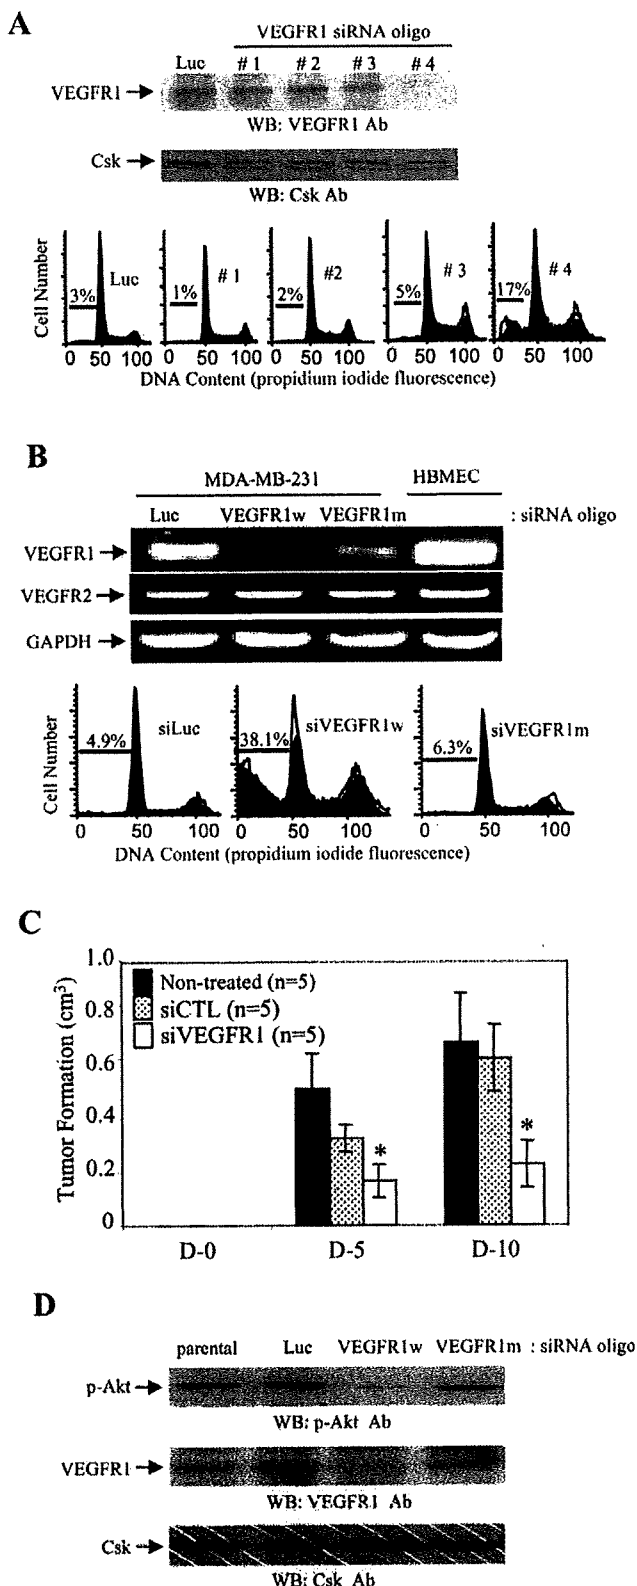 A
VEGFR1 siRNA oligo
Luc # 1 # 2 # 3 # 4
VEGFR1
WB: VEGFR1 Ab
Csk
WB: Csk Ab
Cell Number
3% Luc
1% # 1
2% #2
5% # 3
17% # 4
0 50 100 0 50 100 0 50 100 0 50 100 0 50 100
DNA Content (propidium iodide fluorescence)
B
MDA-MB-231 HBMEC
Luc VEGFR1w VEGFR1m : siRNA oligo
VEGFR1
VEGFR2
GAPDH
Cell Number
4.9% siLuc
38.1% siVEGFR1w
6.3% siVEGFR1m
0 50 100 0 50 100 0 50 100
DNA Content (propidium iodide fluorescence)
C
Tumor Formation (cm³)
1.0
0.8
0.6
0.4
0.2
0
Non-treated (n=5)
siCTL (n=5)
siVEGFR1 (n=5)
* *
D-0 D-5 D-10
D
parental Luc VEGFR1w VEGFR1m : siRNA oligo
p-Akt
WB: p-Akt Ab
VEGFR1
WB: VEGFR1 Ab
Csk
WB: Csk Ab